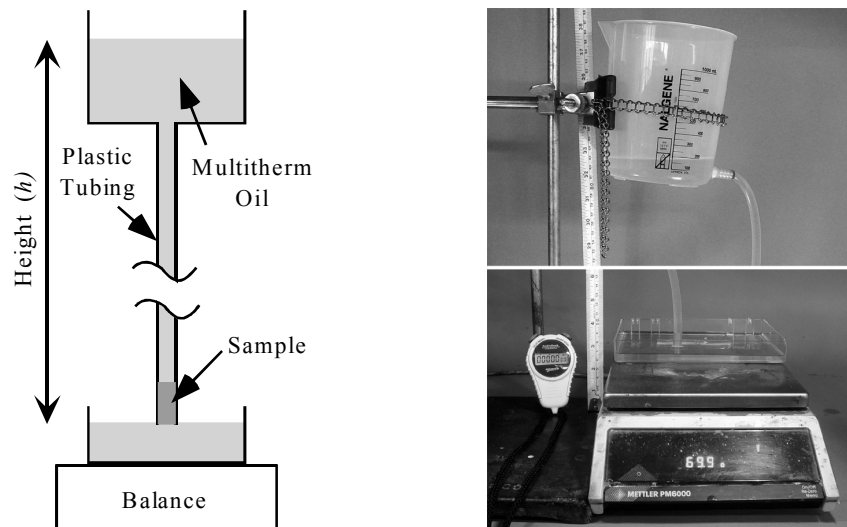 Height (h)
Plastic
Tubing
Multitherm
Oil
Sample
Balance
NALGENE
1000 mL
69.9 g
METTLER PM6000